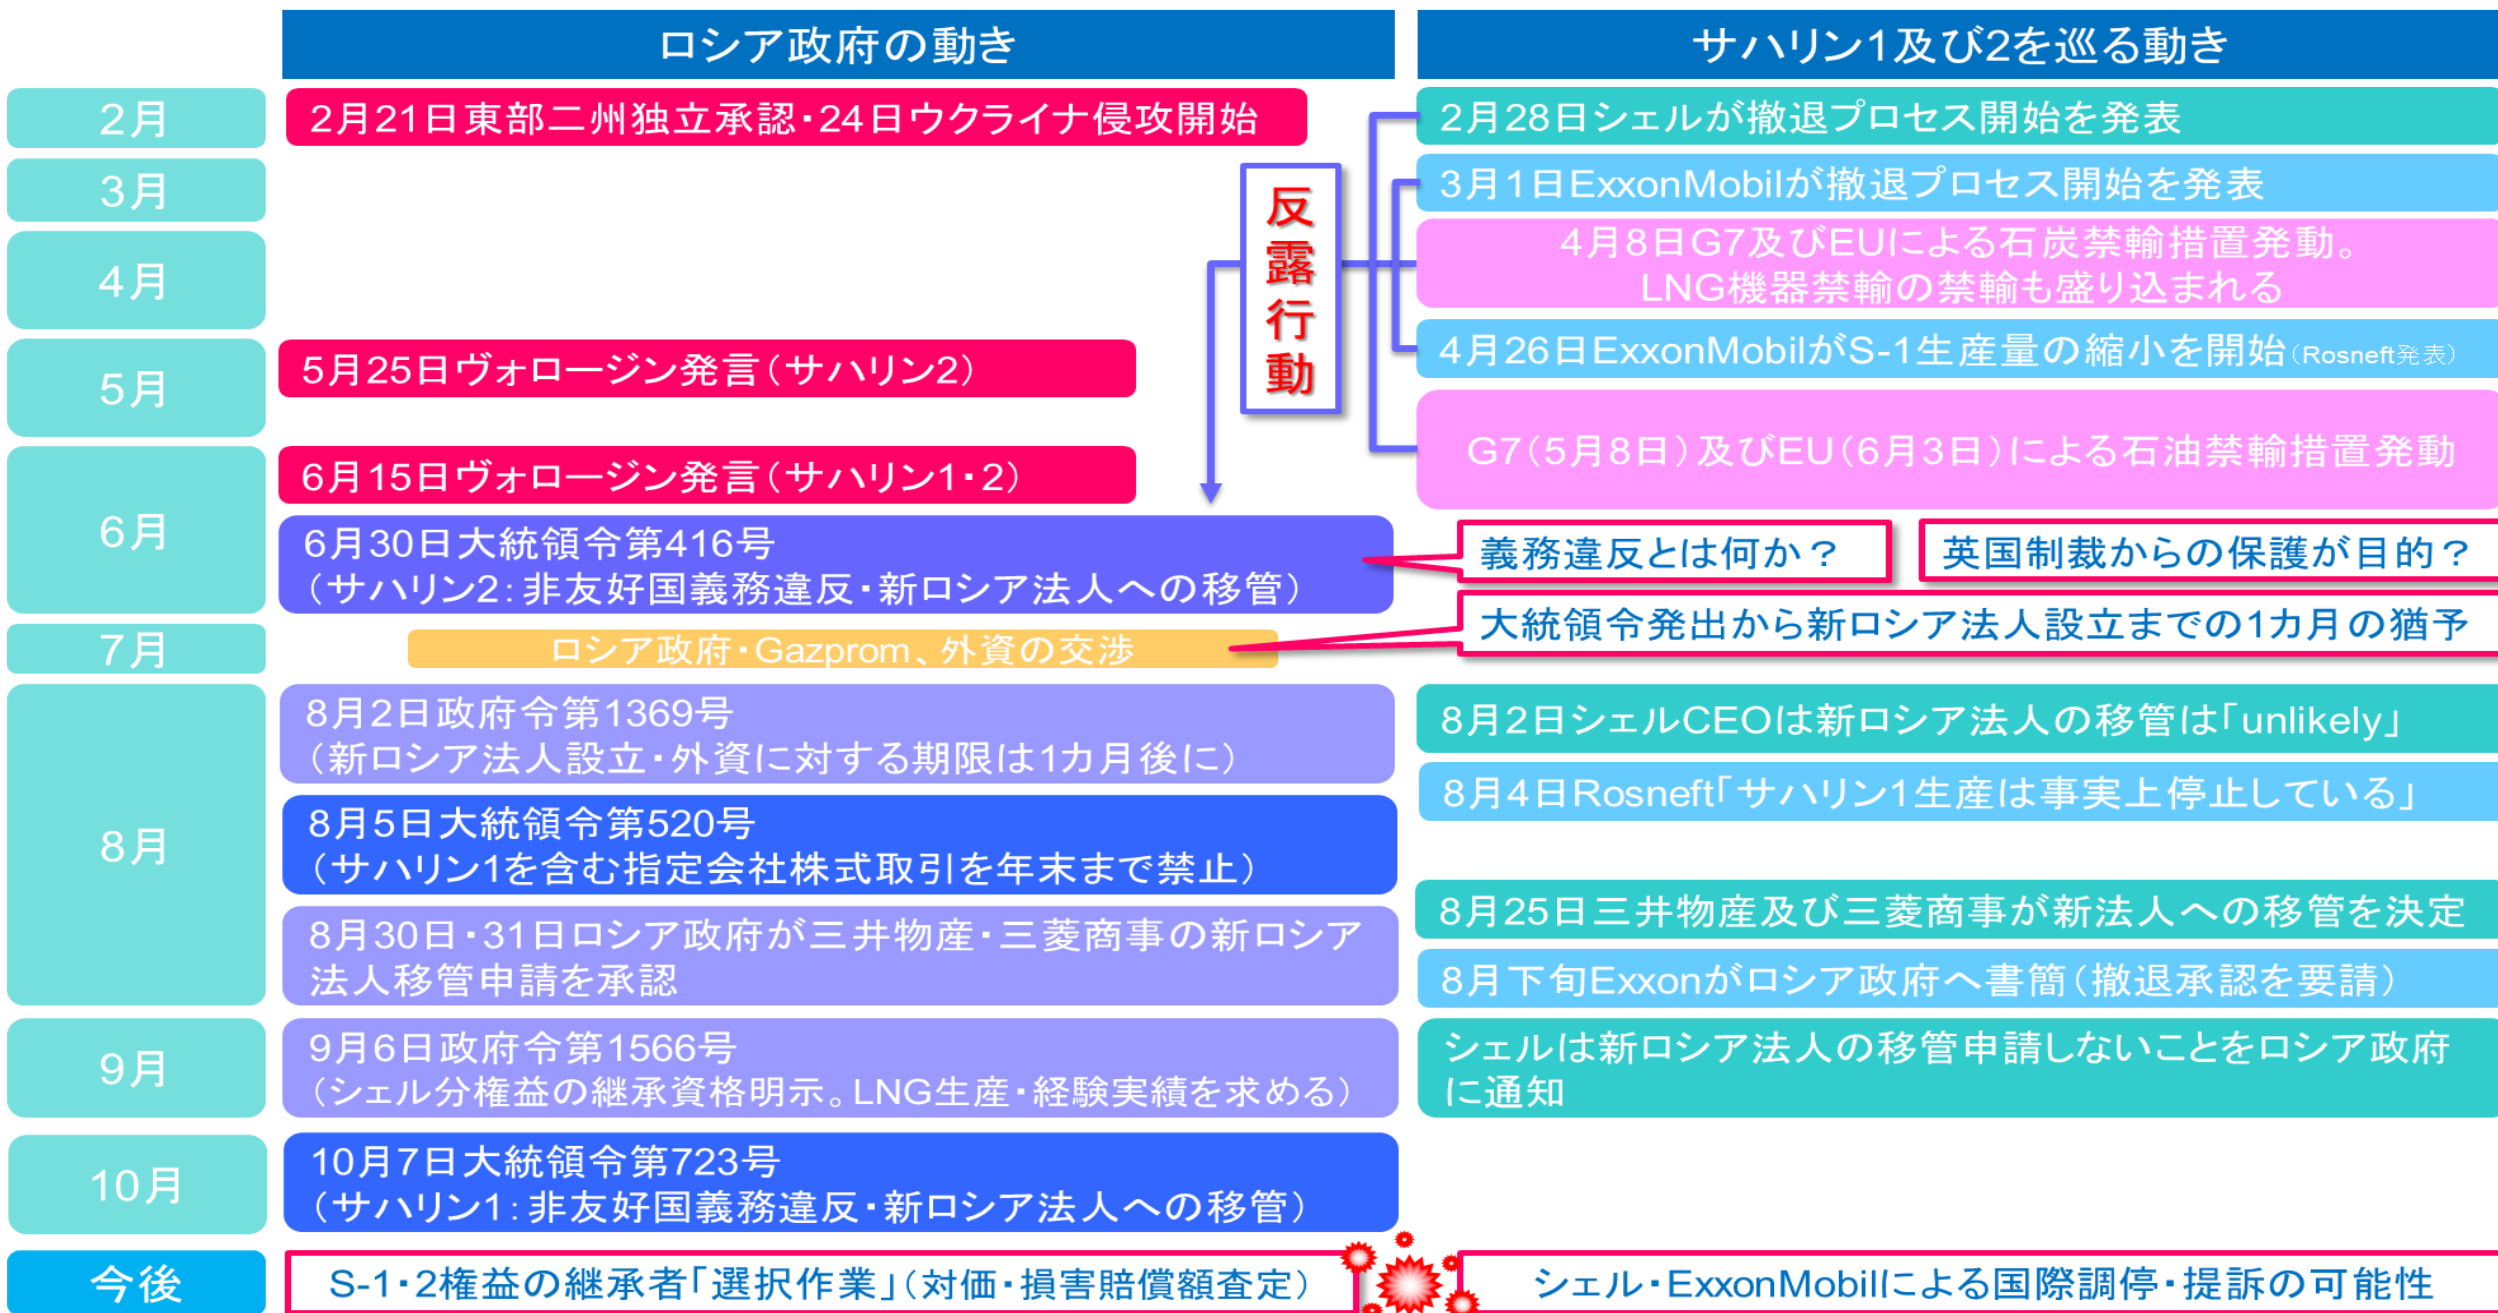 ロシア政府の動き
サハリン1及び2を巡る動き
2月
2月21日東部二州独立承認・24日ウクライナ侵攻開始
2月28日シェルが撤退プロセス開始を発表
3月
3月1日ExxonMobilが撤退プロセス開始を発表
反露行動
4月
4月8日G7及びEUによる石炭禁輸措置発動。
LNG機器禁輸の禁輸も盛り込まれる
4月26日ExxonMobilがS-1生産量の縮小を開始(Rosneft発表)
5月
5月25日ヴォロージン発言(サハリン2)
G7(5月8日)及びEU(6月3日)による石油禁輸措置発動
6月
6月15日ヴォロージン発言(サハリン1・2)
6月30日大統領令第416号
(サハリン2:非友好国義務違反・新ロシア法人への移管)
義務違反とは何か?
英国制裁からの保護が目的?
大統領令発出から新ロシア法人設立までの1カ月の猶予
7月
ロシア政府・Gazprom、外資の交渉
8月
8月2日政府令第1369号
(新ロシア法人設立・外資に対する期限は1カ月後に)
8月2日シェルCEOは新ロシア法人の移管は「unlikely」
8月4日Rosneft「サハリン1生産は事実上停止している」
8月5日大統領令第520号
(サハリン1を含む指定会社株式取引を年末まで禁止)
8月25日三井物産及び三菱商事が新法人への移管を決定
8月30日・31日ロシア政府が三井物産・三菱商事の新ロシア
法人移管申請を承認
8月下旬Exxonがロシア政府へ書簡(撤退承認を要請)
9月
9月6日政府令第1566号
(シェル分権益の継承資格明示。LNG生産・経験実績を求める)
シェルは新ロシア法人の移管申請しないことをロシア政府
に通知
10月
10月7日大統領令第723号
(サハリン1:非友好国義務違反・新ロシア法人への移管)
今後
S-1・2権益の継承者「選択作業」(対価・損害賠償額査定)
シェル・ExxonMobilによる国際調停・提訴の可能性